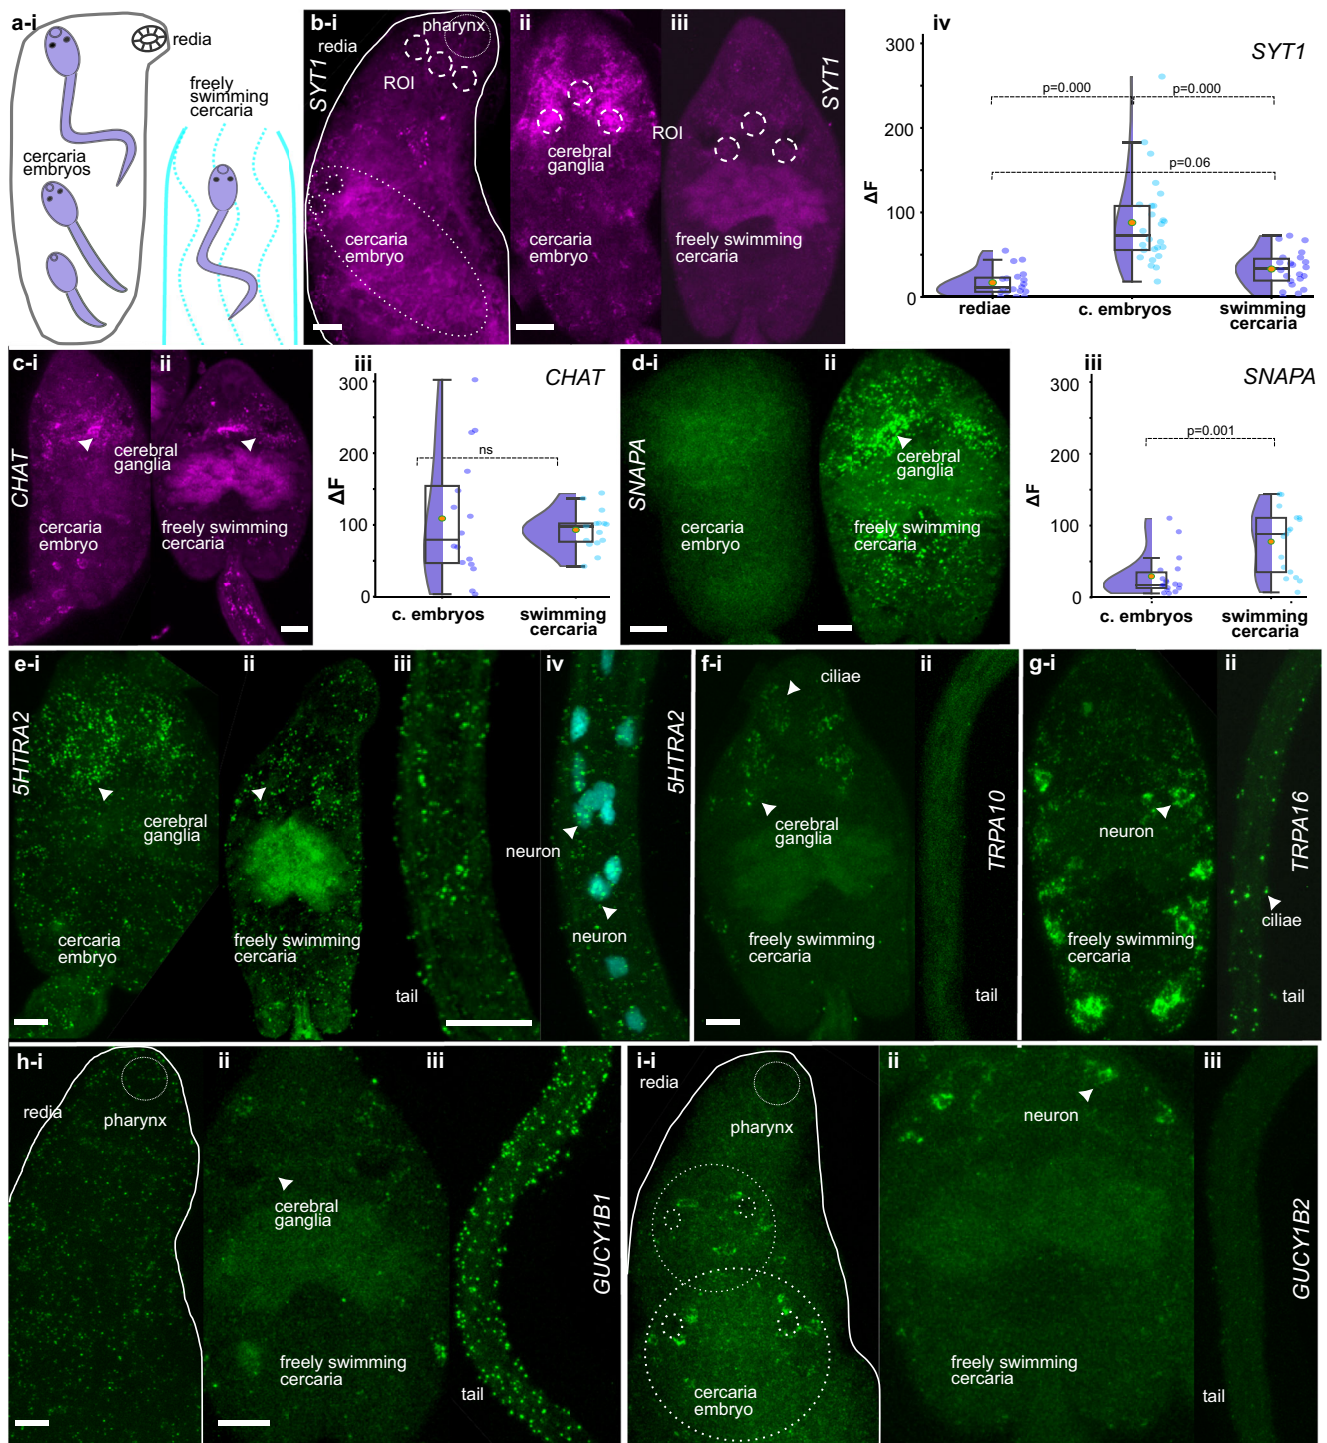 a-i
redia
freely
swimming
cercaria
cercaria
embryos
b-i
redia
pharynx
ROI
SYT1
cercaria
embryo
ii
cerebral
ganglia
cercaria
embryo
iii
SYT1
ROI
freely swimming
cercaria
iv
SYT1
300
200
100
0
ΔF
p=0.000
p=0.000
p=0.06
rediae
c. embryos
swimming
cercaria
c-i
CHAT
cerebral
ganglia
cercaria
embryo
ii
freely swimming
cercaria
iii
CHAT
300
200
100
0
ΔF
ns
c. embryos
swimming
cercaria
d-i
SNAPA
cercaria
embryo
ii
cerebral
ganglia
freely swimming
cercaria
iii
SNAPA
300
200
100
0
ΔF
p=0.001
c. embryos
swimming
cercaria
e-i
5HTRA2
cerebral
ganglia
cercaria
embryo
ii
freely swimming
cercaria
iii
tail
iv
5HTRA2
neuron
neuron
f-i
ciliae
cerebral
ganglia
freely swimming
cercaria
ii
TRPA10
tail
g-i
neuron
freely swimming
cercaria
ii
TRPA16
ciliae
tail
h-i
redia
pharynx
ii
cerebral
ganglia
freely swimming
cercaria
iii
GUCY1B1
tail
i-i
redia
pharynx
cercaria
embryo
ii
neuron
freely swimming
cercaria
iii
GUCY1B2
tail